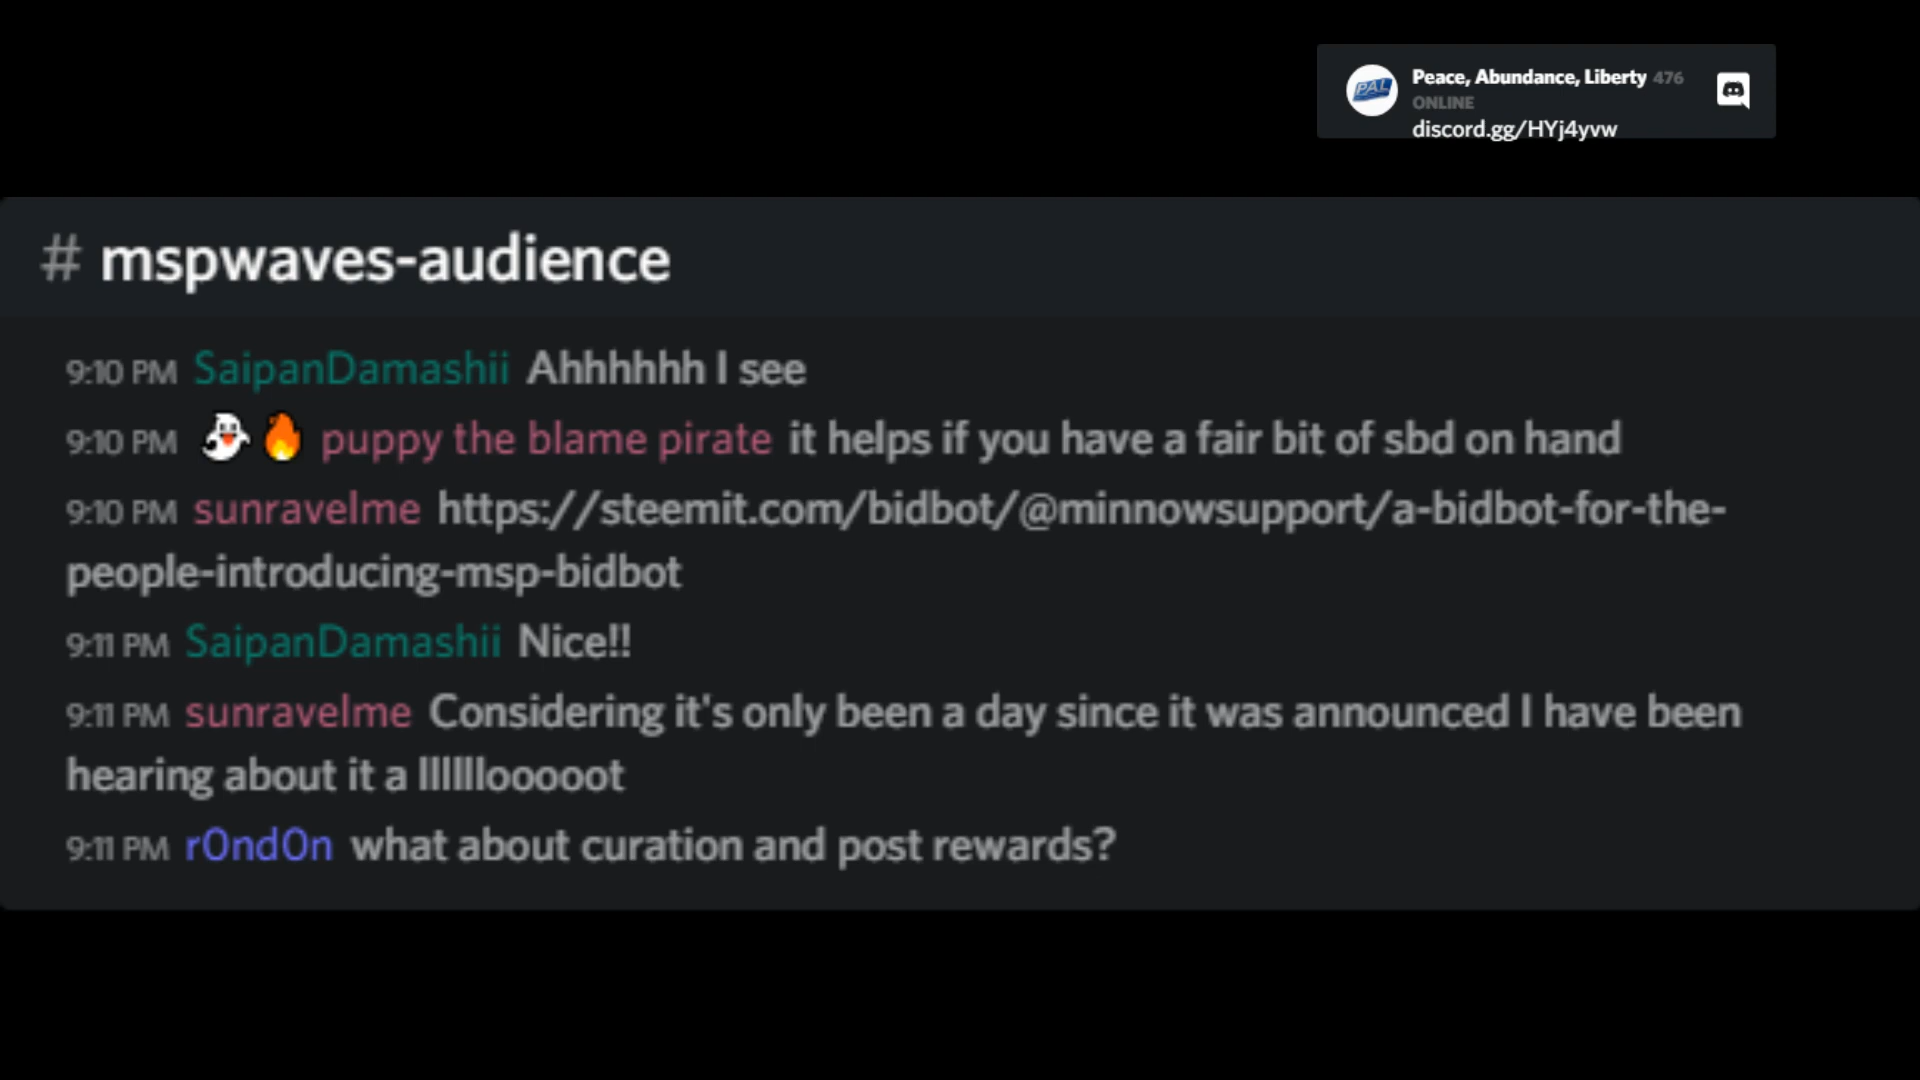 PAL
Peace, Abundance, Liberty 476
ONLINE
discord.gg/HYj4yvw
# mspwaves-audience
9:10 PM SaipanDamashii Ahhhhhh I see
9:10 PM 👻🔥 puppy the blame pirate it helps if you have a fair bit of sbd on hand
9:10 PM sunravelme https://steemit.com/bidbot/@minnowsupport/a-bidbot-for-the-
people-introducing-msp-bidbot
9:11 PM SaipanDamashii Nice!!
9:11 PM sunravelme Considering it's only been a day since it was announced I have been
hearing about it a lllllllooooot
9:11 PM r0nd0n what about curation and post rewards?